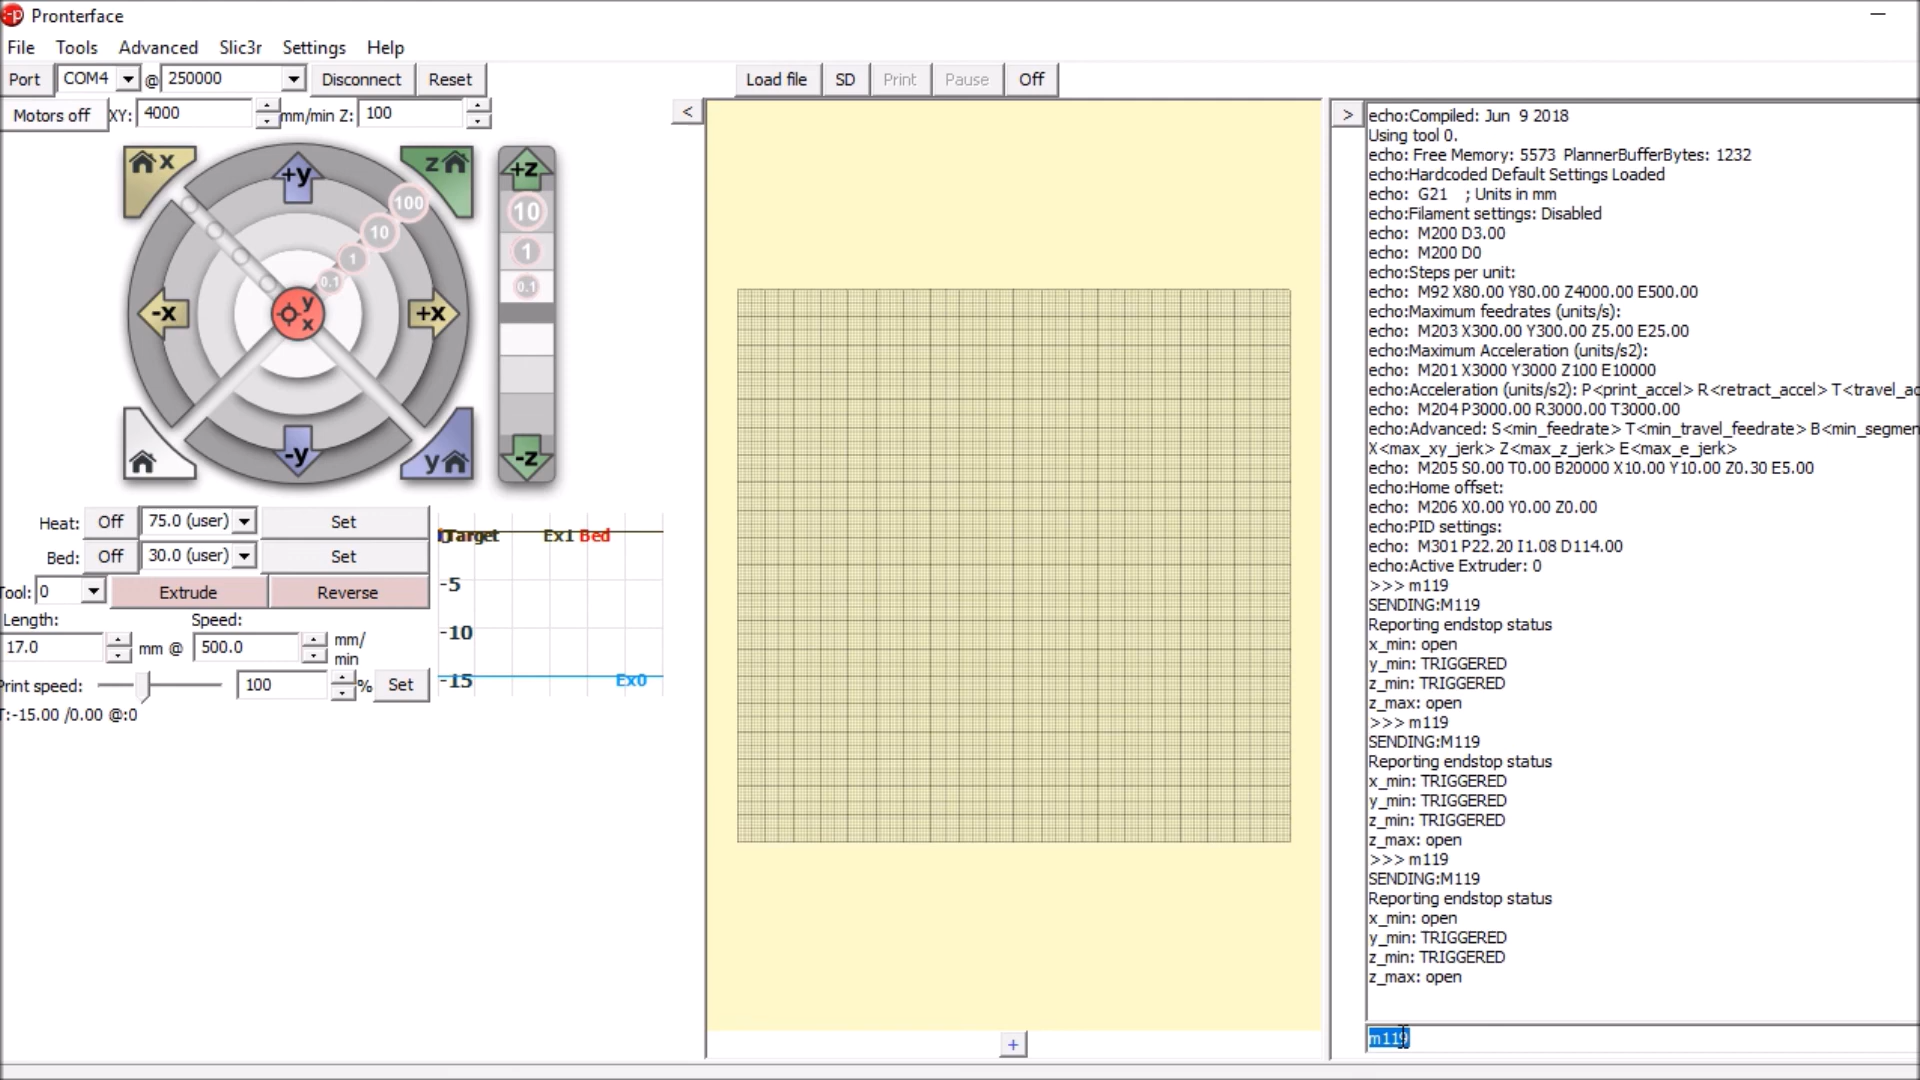 Pronterface
File Tools Advanced Slic3r Settings Help
Port COM4 @ 250000 Disconnect Reset Load file SD Print Pause Off
Motors off XY: 4000 mm/min Z: 100 < >
x z +z
+y
100 10 1 0.1
10
1
0.1
y x
-x +x
-y
y -z
Heat: Off 75.0 (user) Set
Bed: Off 30.0 (user) Set
Tool: 0 Extrude Reverse
Length: Speed:
17.0 mm @ 500.0 mm/
min
Print speed: 100 % Set
T:-15.00 /0.00 @:0
Target Ex1 Bed
-5
-10
-15 Ex0
+
echo:Compiled: Jun 9 2018
Using tool 0.
echo: Free Memory: 5573 PlannerBufferBytes: 1232
echo:Hardcoded Default Settings Loaded
echo: G21 ; Units in mm
echo:Filament settings: Disabled
echo: M200 D3.00
echo: M200 D0
echo:Steps per unit:
echo: M92 X80.00 Y80.00 Z4000.00 E500.00
echo:Maximum feedrates (units/s):
echo: M203 X300.00 Y300.00 Z5.00 E25.00
echo:Maximum Acceleration (units/s2):
echo: M201 X3000 Y3000 Z100 E10000
echo:Acceleration (units/s2): P<print_accel> R<retract_accel> T<travel_ac
echo: M204 P3000.00 R3000.00 T3000.00
echo:Advanced: S<min_feedrate> T<min_travel_feedrate> B<min_segmen
X<max_xy_jerk> Z<max_z_jerk> E<max_e_jerk>
echo: M205 S0.00 T0.00 B20000 X10.00 Y10.00 Z0.30 E5.00
echo:Home offset:
echo: M206 X0.00 Y0.00 Z0.00
echo:PID settings:
echo: M301 P22.20 I1.08 D114.00
echo:Active Extruder: 0
>>> m119
SENDING:M119
Reporting endstop status
x_min: open
y_min: TRIGGERED
z_min: TRIGGERED
z_max: open
>>> m119
SENDING:M119
Reporting endstop status
x_min: TRIGGERED
y_min: TRIGGERED
z_min: TRIGGERED
z_max: open
>>> m119
SENDING:M119
Reporting endstop status
x_min: open
y_min: TRIGGERED
z_min: TRIGGERED
z_max: open
m119